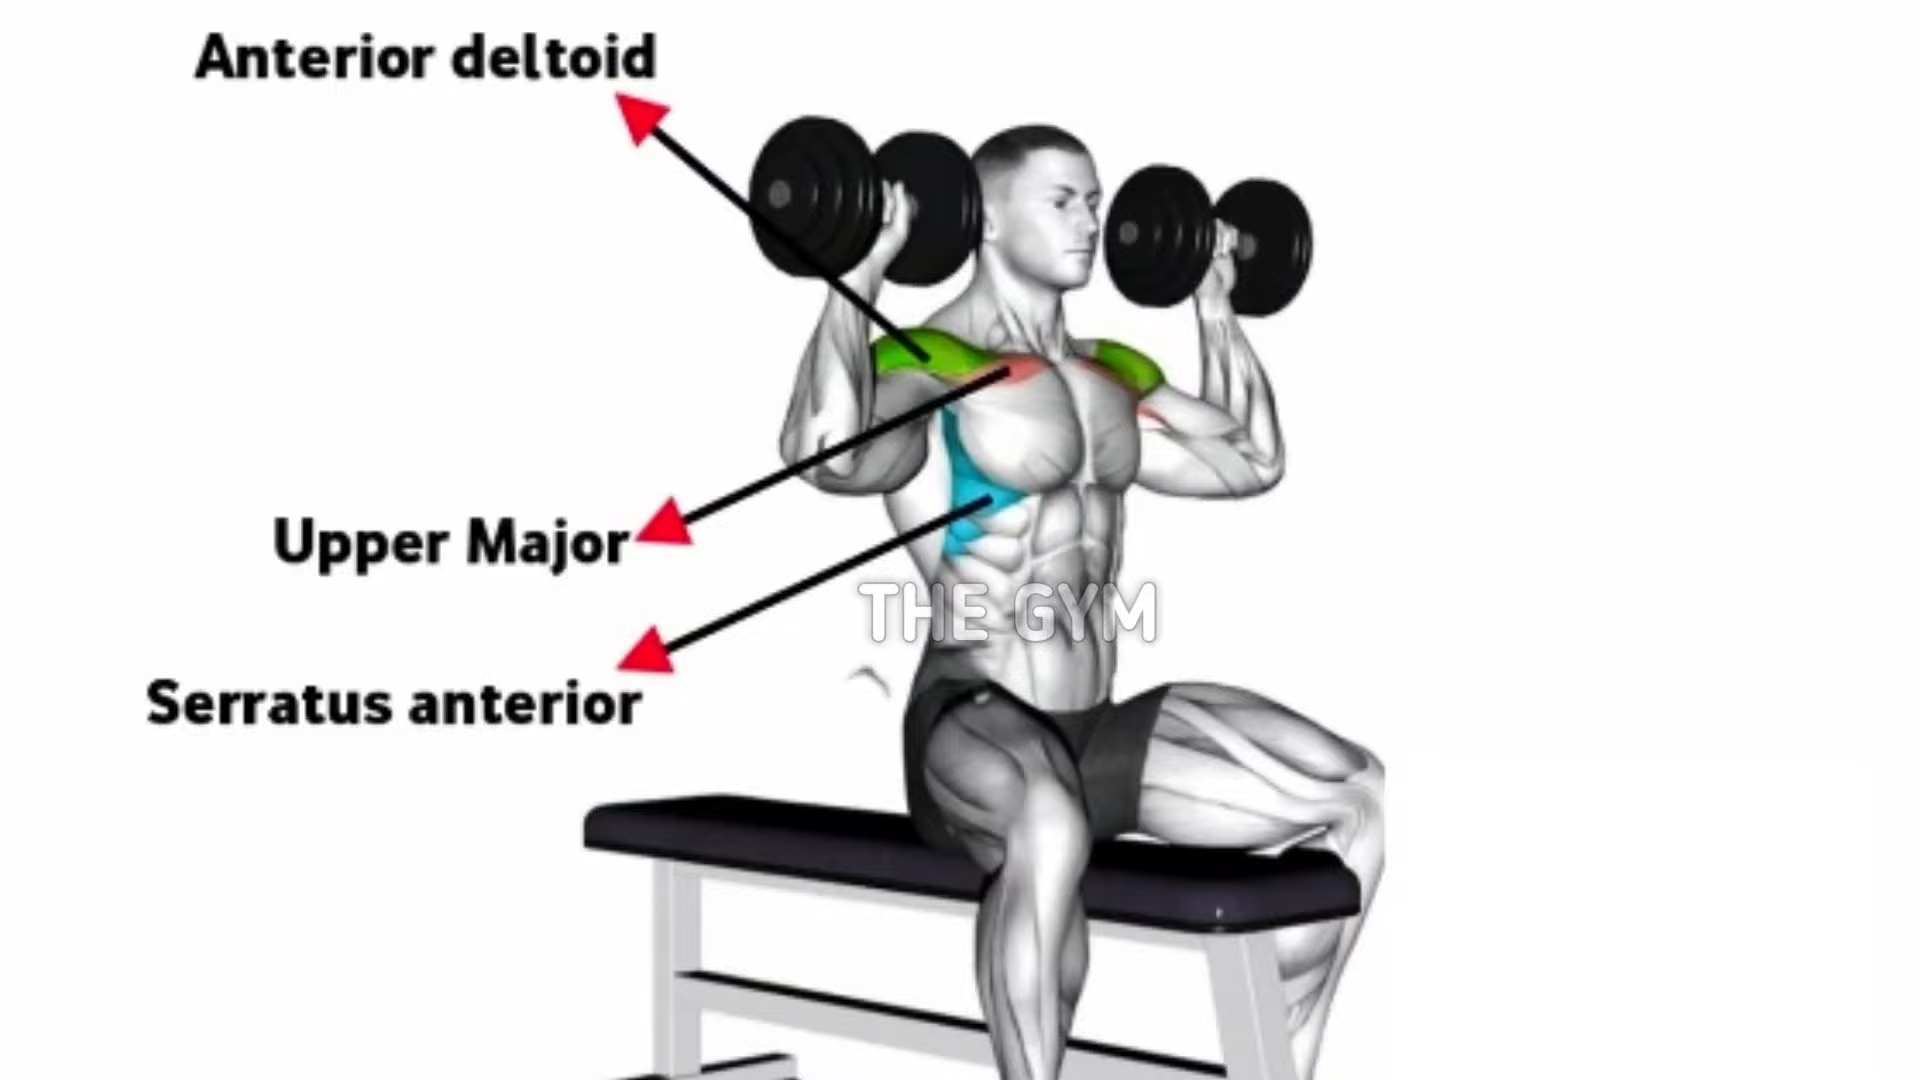 Anterior deltoid
Upper Major
THE GYM
Serratus anterior